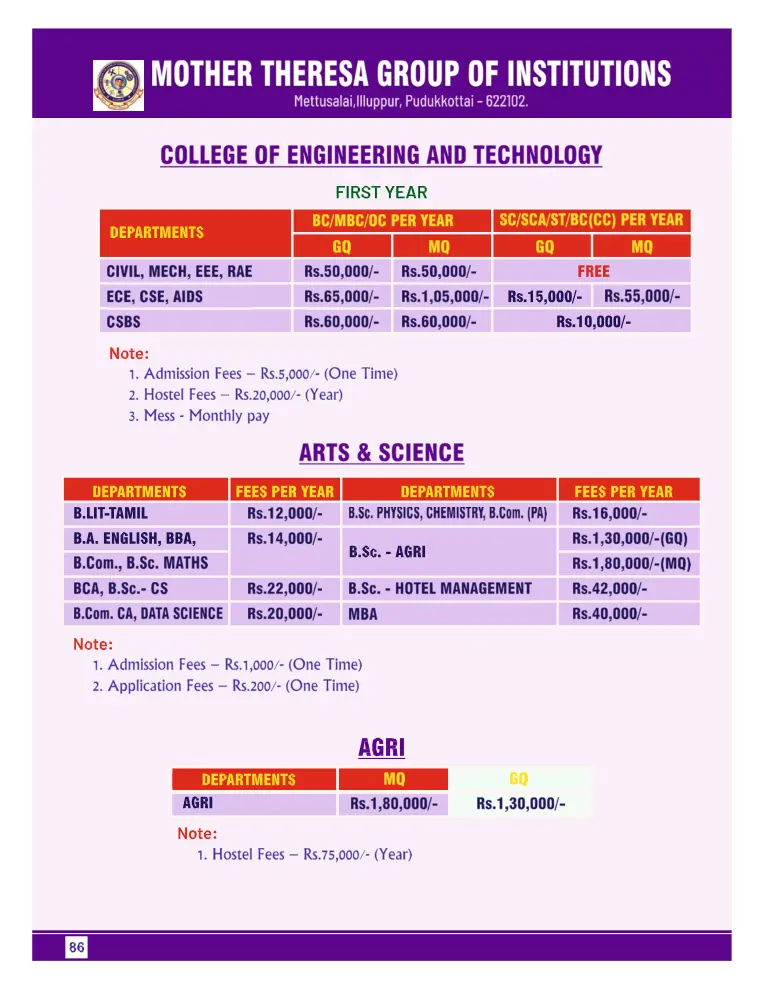 MOTHER THERESA GROUP OF INSTITUTIONS
Mettusalai,Illuppur, Pudukkottai - 622102.
COLLEGE OF ENGINEERING AND TECHNOLOGY
FIRST YEAR
DEPARTMENTS BC/MBC/OC PER YEAR SC/SCA/ST/BC(CC) PER YEAR
GQ MQ GQ MQ
CIVIL, MECH, EEE, RAE Rs.50,000/- Rs.50,000/- FREE
ECE, CSE, AIDS Rs.65,000/- Rs.1,05,000/- Rs.15,000/- Rs.55,000/-
CSBS Rs.60,000/- Rs.60,000/- Rs.10,000/-
Note:
1. Admission Fees – Rs.5,000/- (One Time)
2. Hostel Fees – Rs.20,000/- (Year)
3. Mess - Monthly pay
ARTS & SCIENCE
DEPARTMENTS FEES PER YEAR DEPARTMENTS FEES PER YEAR
B.LIT-TAMIL Rs.12,000/- B.Sc. PHYSICS, CHEMISTRY, B.Com. (PA) Rs.16,000/-
B.A. ENGLISH, BBA, Rs.14,000/- B.Sc. - AGRI Rs.1,30,000/-(GQ)
B.Com., B.Sc. MATHS Rs.1,80,000/-(MQ)
BCA, B.Sc.- CS Rs.22,000/- B.Sc. - HOTEL MANAGEMENT Rs.42,000/-
B.Com. CA, DATA SCIENCE Rs.20,000/- MBA Rs.40,000/-
Note:
1. Admission Fees – Rs.1,000/- (One Time)
2. Application Fees – Rs.200/- (One Time)
AGRI
DEPARTMENTS MQ GQ
AGRI Rs.1,80,000/- Rs.1,30,000/-
Note:
1. Hostel Fees – Rs.75,000/- (Year)
86